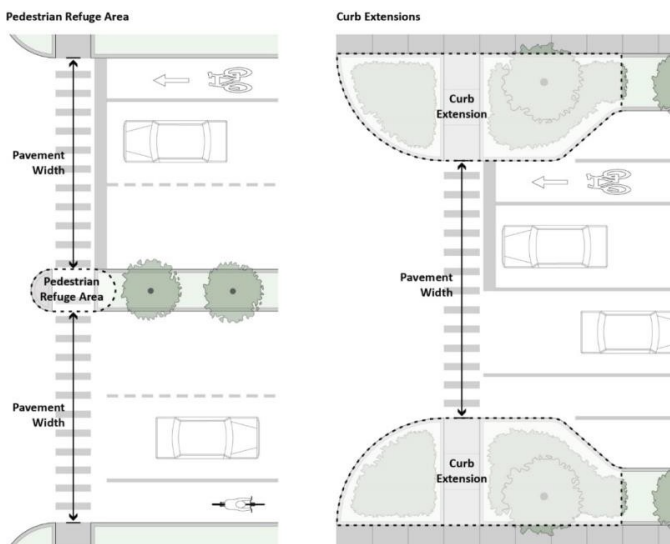 Pedestrian Refuge Area
Pavement
Width
Pedestrian
Refuge Area
Pavement
Width
Curb Extensions
Curb
Extension
Pavement
Width
Curb
Extension